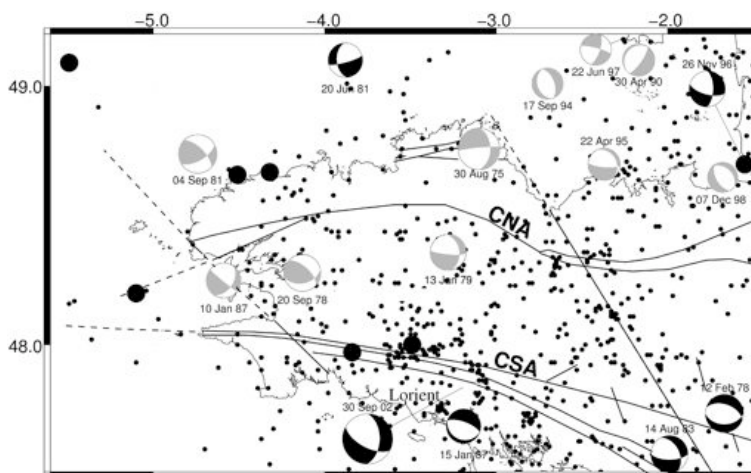 -5.0 -4.0 -3.0 -2.0
49.0
48.0
20 Jun 81
22 Jun 97
30 Apr 90
26 Nov 96
17 Sep 94
04 Sep 81
30 Aug 75
22 Apr 95
07 Dec 98
CNA
13 Jan 79
10 Jan 87
20 Sep 78
CSA
Lorient
30 Sep 02
15 Jan 87
12 Feb 78
14 Aug 83